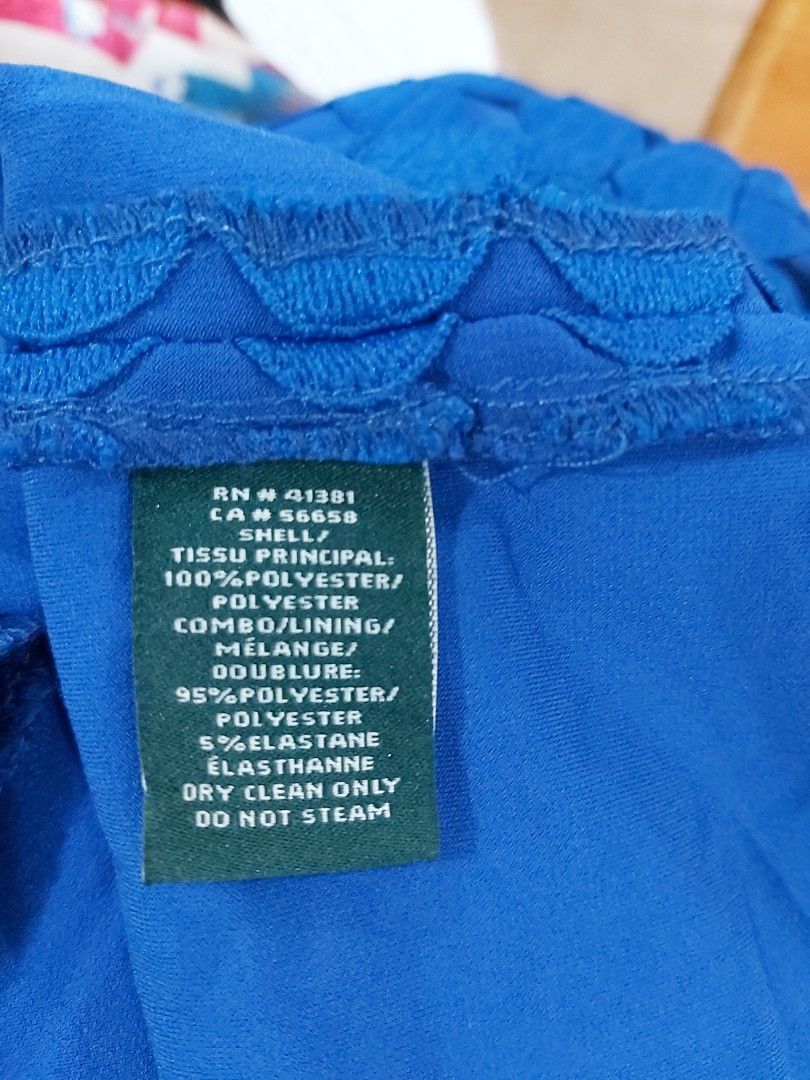 RN # 41381
CA # 56658
SHELL/
TISSU PRINCIPAL:
100%POLYESTER/
POLYESTER
COMBO/LINING/
MÉLANGE/
DOUBLURE:
95%POLYESTER/
POLYESTER
5%ELASTANE
ÉLASTHANNE
DRY CLEAN ONLY
DO NOT STEAM